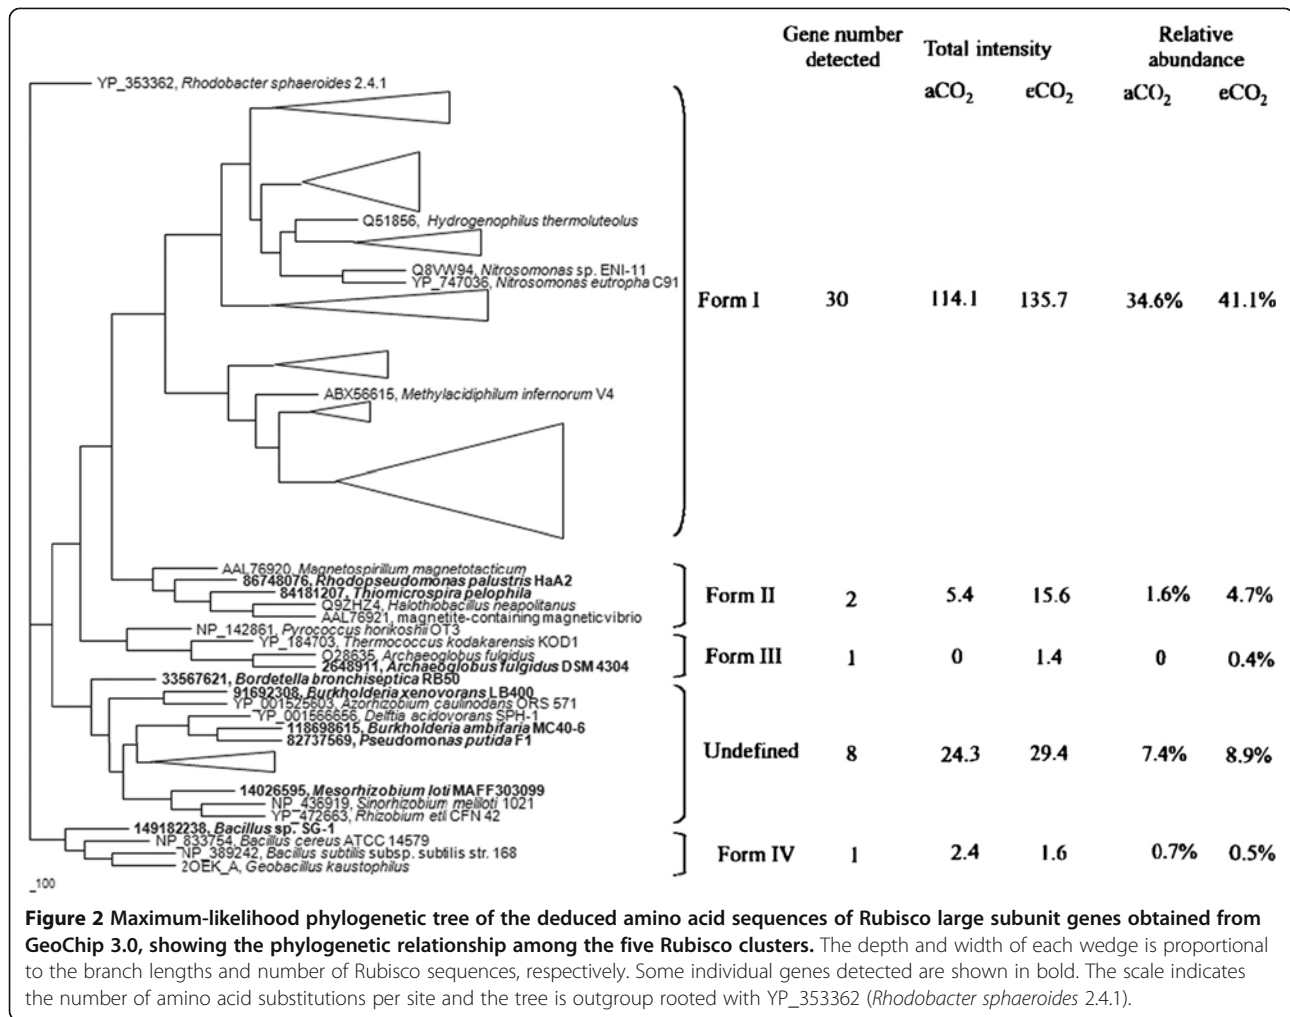 Gene number
detected
Total intensity
Relative
abundance
aCO2 eCO2 aCO2 eCO2
YP_353362, Rhodobacter sphaeroides 2.4.1
Q51856, Hydrogenophilus thermoluteolus
Q8VW94, Nitrosomonas sp. ENI-11
YP_747036, Nitrosomonas eutropha C91
Form I 30 114.1 135.7 34.6% 41.1%
ABX56615, Methylacidiphilum infernorum V4
AAL76920, Magnetospirillum magnetotacticum
86748076, Rhodopseudomonas palustris HaA2
84181207, Thiomicrospira pelophila
Form II 2 5.4 15.6 1.6% 4.7%
Q9ZHZ4, Halothiobacillus neapolitanus
AAL76921, magnetite-containing magnetic vibrio
NP_142861, Pyrococcus horikoshii OT3
YP_184703, Thermococcus kodakarensis KOD1
Form III 1 0 1.4 0 0.4%
O28635, Archaeoglobus fulgidus
2648911, Archaeoglobus fulgidus DSM 4304
33567621, Bordetella bronchiseptica RB50
91692308, Burkholderia xenovorans LB400
YP_001525603, Azorhizobium caulinodans ORS 571
YP_001566656, Delftia acidovorans SPH-1
118698615, Burkholderia ambifaria MC40-6
82737569, Pseudomonas putida F1
Undefined 8 24.3 29.4 7.4% 8.9%
14026595, Mesorhizobium loti MAFF303099
NP_436919, Sinorhizobium meliloti 1021
YP_472663, Rhizobium etli CFN 42
149182238, Bacillus sp. SG-1
NP_833754, Bacillus cereus ATCC 14579
NP_389242, Bacillus subtilis subsp. subtilis str. 168
Form IV 1 2.4 1.6 0.7% 0.5%
2OEK_A, Geobacillus kaustophilus
_100
Figure 2 Maximum-likelihood phylogenetic tree of the deduced amino acid sequences of Rubisco large subunit genes obtained from
GeoChip 3.0, showing the phylogenetic relationship among the five Rubisco clusters. The depth and width of each wedge is proportional
to the branch lengths and number of Rubisco sequences, respectively. Some individual genes detected are shown in bold. The scale indicates
the number of amino acid substitutions per site and the tree is outgroup rooted with YP_353362 (Rhodobacter sphaeroides 2.4.1).